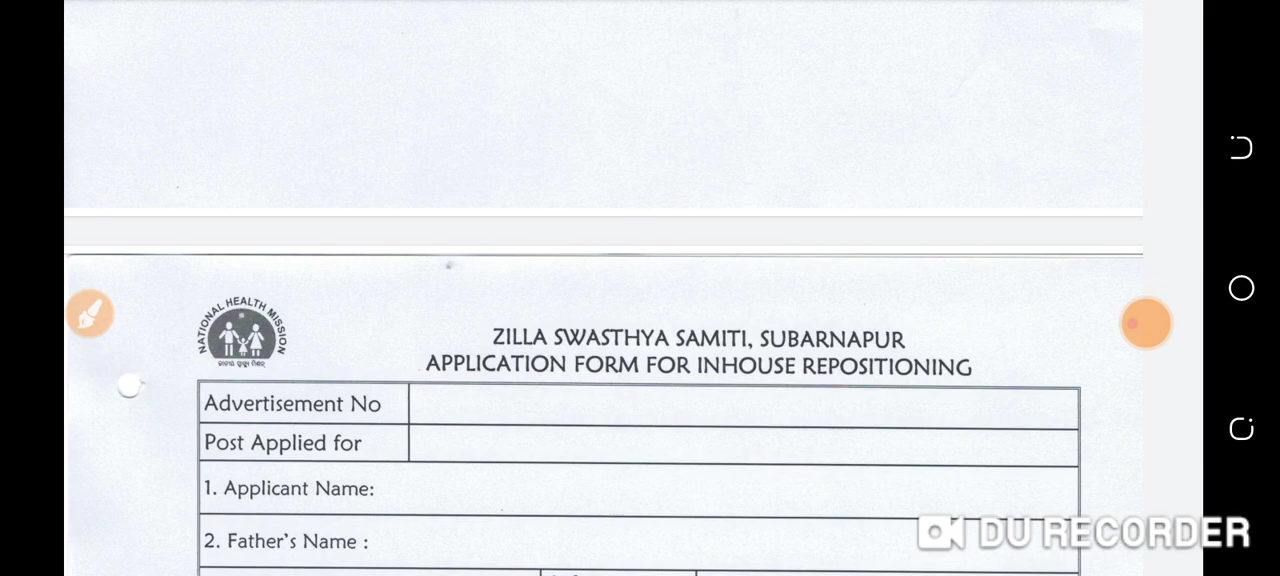 NATIONAL HEALTH MISSION
ଜାତୀୟ ସ୍ୱାସ୍ଥ୍ୟ ମିଶନ
ZILLA SWASTHYA SAMITI, SUBARNAPUR
APPLICATION FORM FOR INHOUSE REPOSITIONING
Advertisement No
Post Applied for
1. Applicant Name:
2. Father's Name :
DU RECORDER